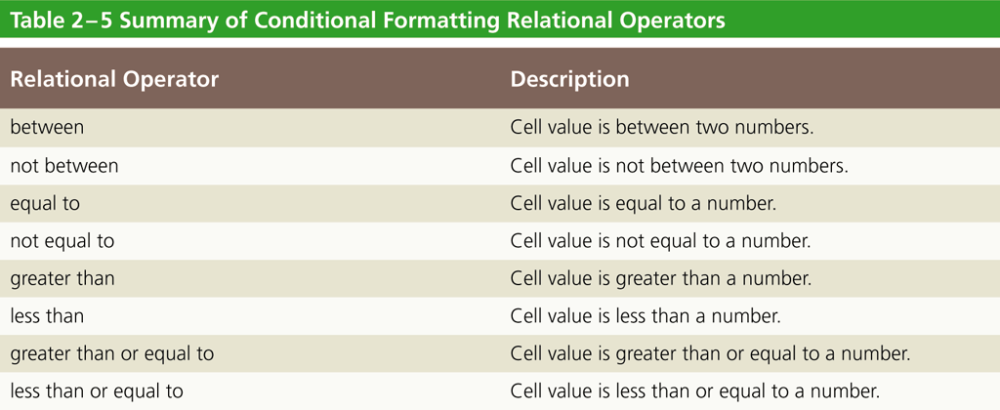 Table 2–5 Summary of Conditional Formatting Relational Operators
Relational Operator Description
between Cell value is between two numbers.
not between Cell value is not between two numbers.
equal to Cell value is equal to a number.
not equal to Cell value is not equal to a number.
greater than Cell value is greater than a number.
less than Cell value is less than a number.
greater than or equal to Cell value is greater than or equal to a number.
less than or equal to Cell value is less than or equal to a number.